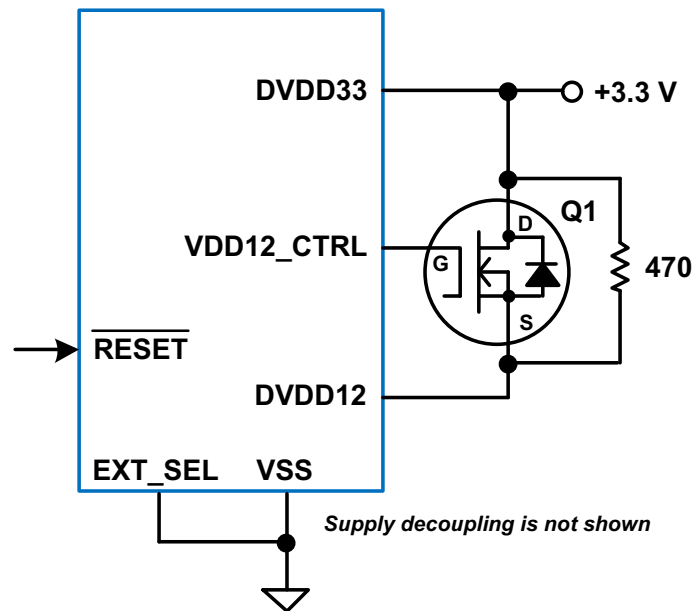 DVDD33
+3.3 V
Q1
D
VDD12_CTRL
G
470
S
RESET
DVDD12
EXT_SEL VSS
Supply decoupling is not shown